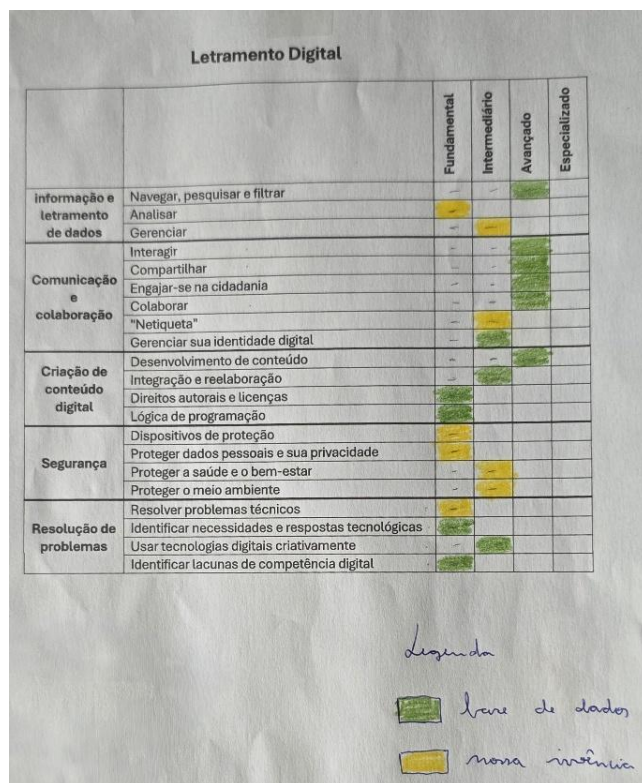 Letramento Digital
Fundamental
Intermediário
Avançado
Especializado
Informação e letramento de dados
Navegar, pesquisar e filtrar
Analisar
Gerenciar
Comunicação e colaboração
Interagir
Compartilhar
Engajar-se na cidadania
Colaborar
"Netiqueta"
Gerenciar sua identidade digital
Criação de conteúdo digital
Desenvolvimento de conteúdo
Integração e reelaboração
Direitos autorais e licenças
Lógica de programação
Segurança
Dispositivos de proteção
Proteger dados pessoais e sua privacidade
Proteger a saúde e o bem-estar
Proteger o meio ambiente
Resolução de problemas
Resolver problemas técnicos
Identificar necessidades e respostas tecnológicas
Usar tecnologias digitais criativamente
Identificar lacunas de competência digital
Legenda
base de dados
nossa